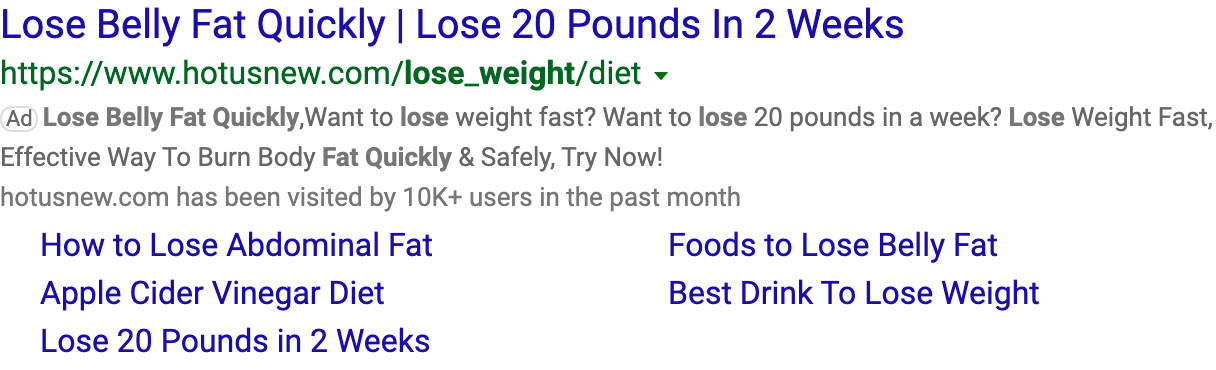 Lose Belly Fat Quickly | Lose 20 Pounds In 2 Weeks
https://www.hotusnew.com/lose_weight/diet
Ad Lose Belly Fat Quickly,Want to lose weight fast? Want to lose 20 pounds in a week? Lose Weight Fast,
Effective Way To Burn Body Fat Quickly & Safely, Try Now!
hotusnew.com has been visited by 10K+ users in the past month
How to Lose Abdominal Fat
Foods to Lose Belly Fat
Apple Cider Vinegar Diet
Best Drink To Lose Weight
Lose 20 Pounds in 2 Weeks